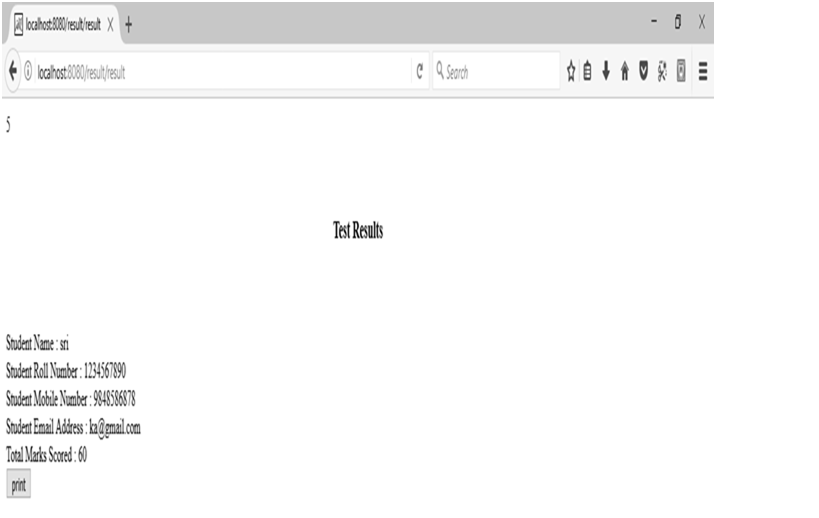 localhost:8080/result/result
localhost:8080/result/result
Search
5
Test Results
Student Name : sri
Student Roll Number : 1234567890
Student Mobile Number : 9848586878
Student Email Address : ka@gmail.com
Total Marks Scored : 60
print